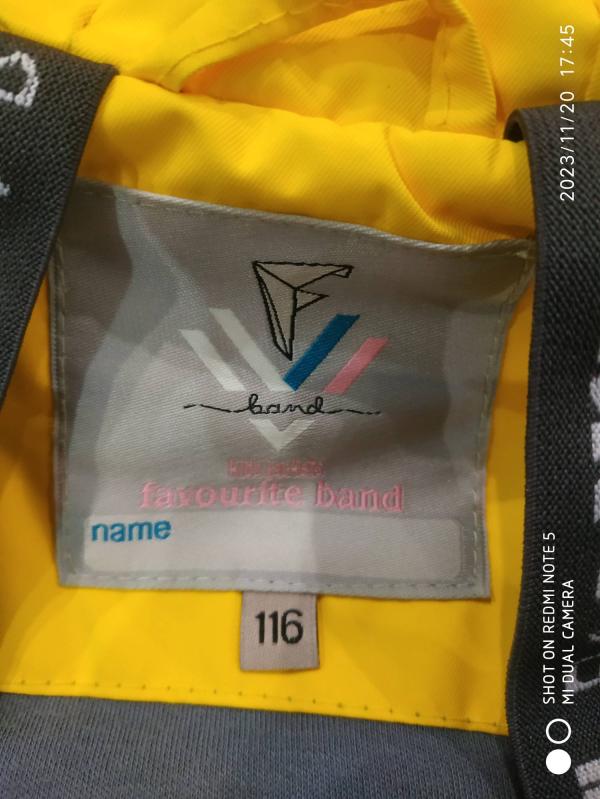 F
band
favourite band
name
116
2023/11/20 17:45
SHOT ON REDMI NOTE 5
MI DUAL CAMERA